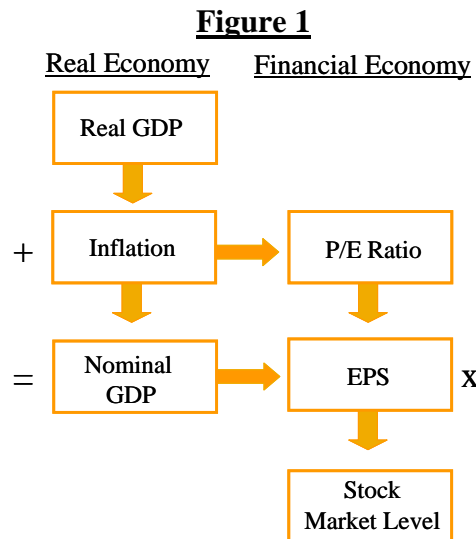 Figure 1
Real Economy Financial Economy
Real GDP
+ Inflation P/E Ratio
= Nominal
GDP
EPS x
Stock
Market Level